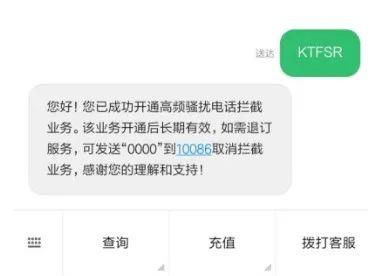 送达
KTFSR
您好！您已成功开通高频骚扰电话拦截
业务。该业务开通后长期有效，如需退订
服务，可发送“0000”到10086取消拦截
业务，感谢您的理解和支持！
查询
充值
拨打客服